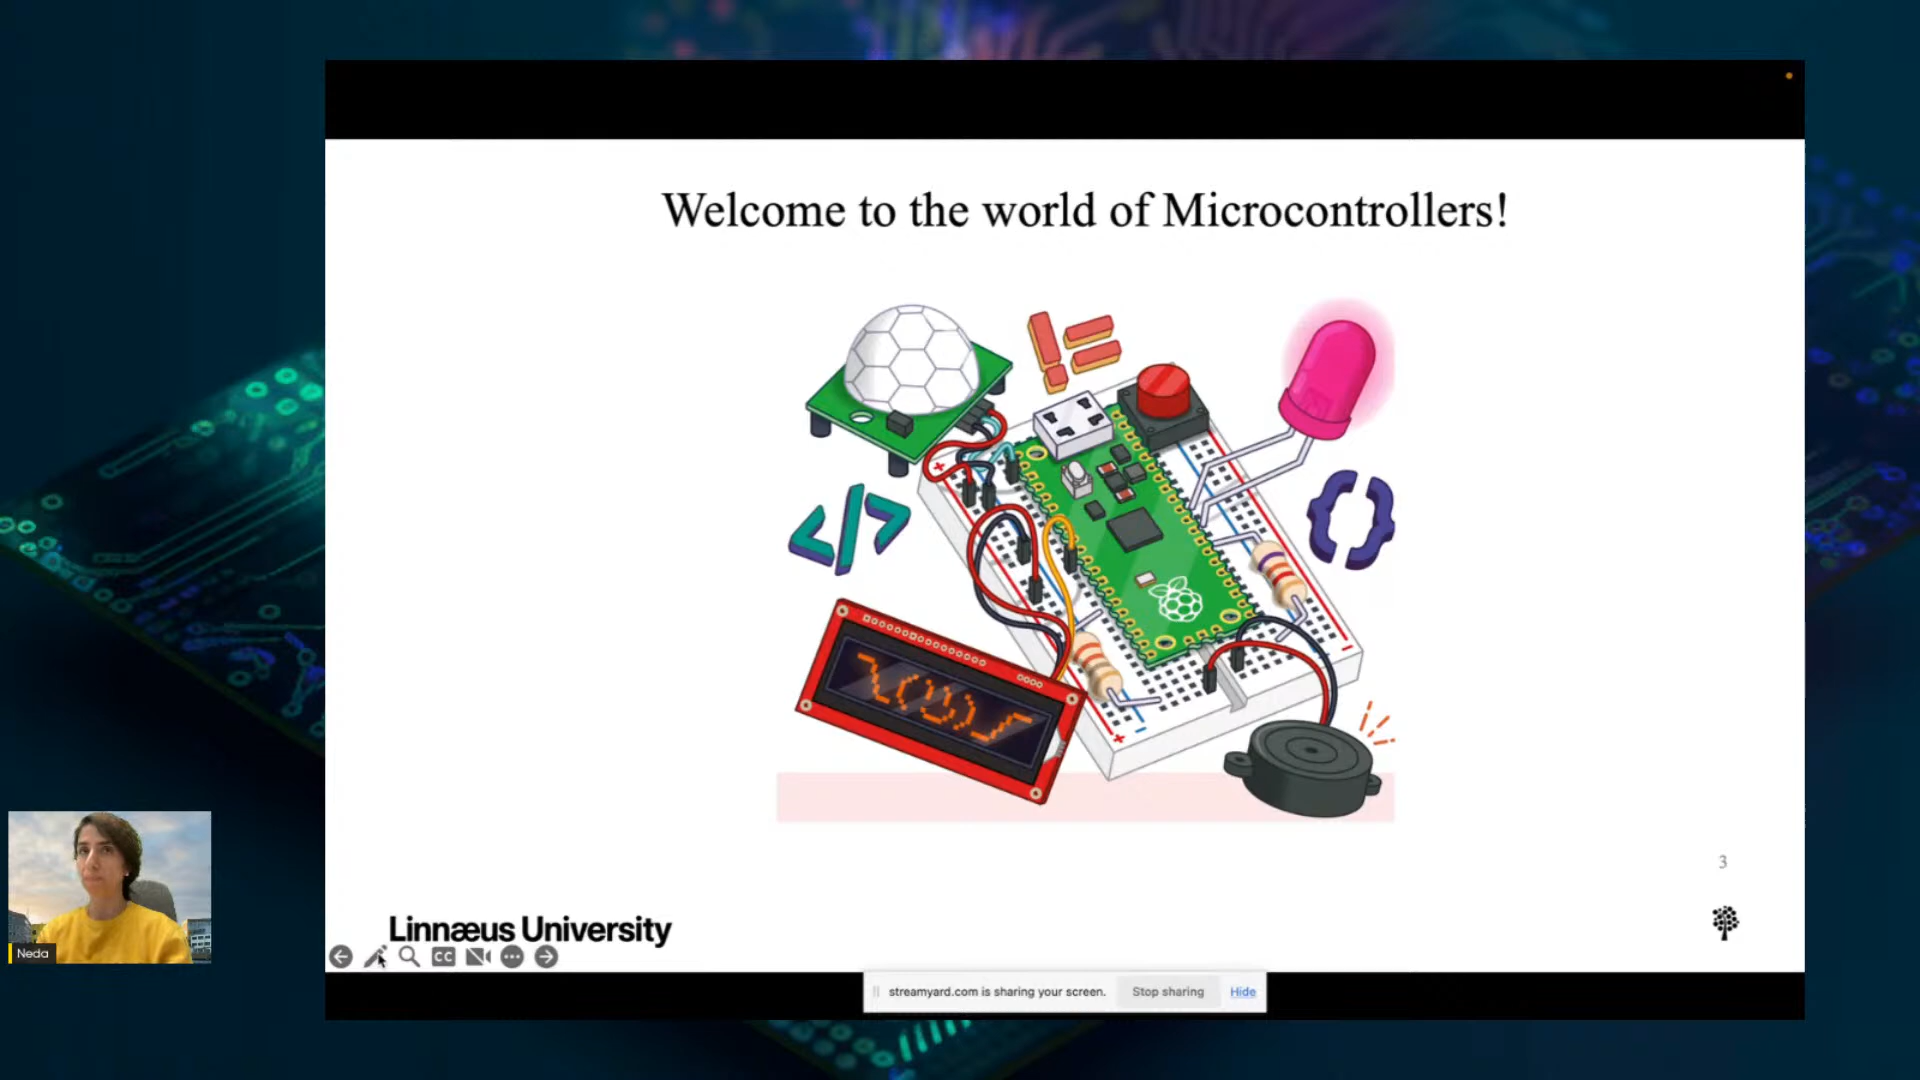 Welcome to the world of Microcontrollers!
</>
{}
+
-
+
-
3
Linnæus University
CC
Neda
streamyard.com is sharing your screen.
Stop sharing
Hide